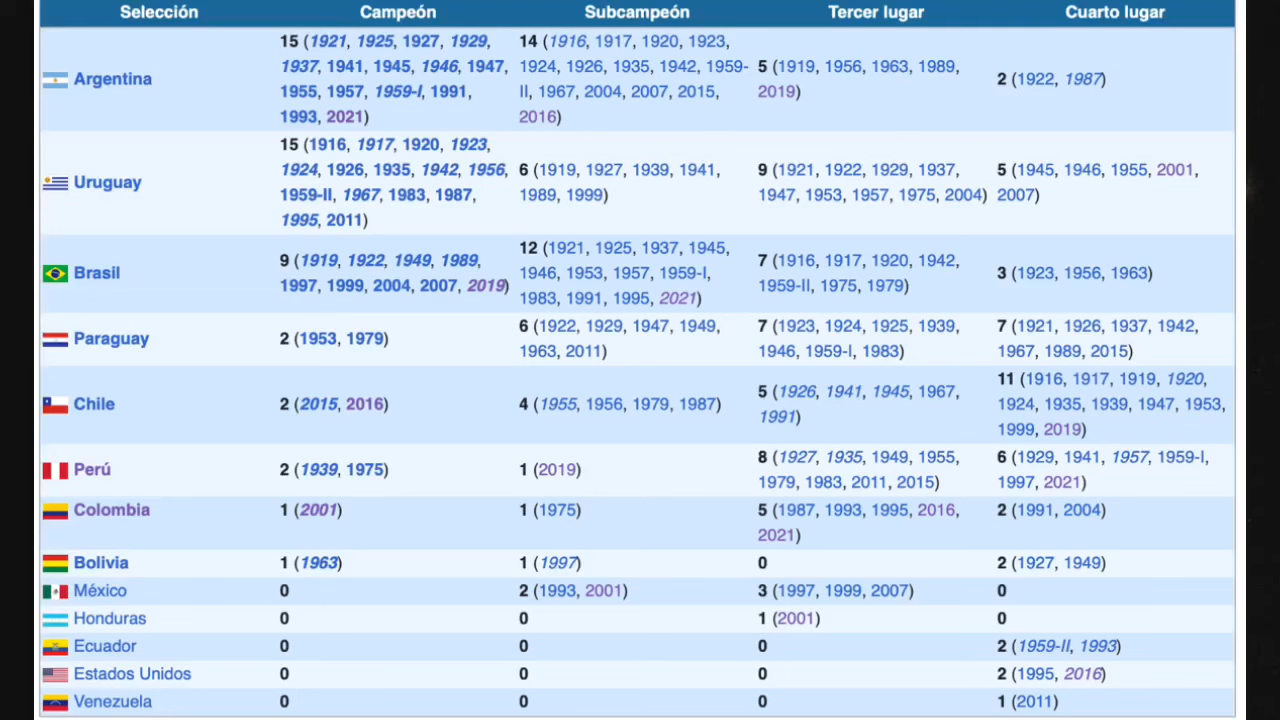 Selección Campeón Subcampeón Tercer lugar Cuarto lugar
Argentina
15 (1921, 1925, 1927, 1929,
1937, 1941, 1945, 1946, 1947,
1955, 1957, 1959-I, 1991,
1993, 2021)
14 (1916, 1917, 1920, 1923,
1924, 1926, 1935, 1942, 1959-
II, 1967, 2004, 2007, 2015,
2016)
5 (1919, 1956, 1963, 1989,
2019)
2 (1922, 1987)
Uruguay
15 (1916, 1917, 1920, 1923,
1924, 1926, 1935, 1942, 1956,
1959-II, 1967, 1983, 1987,
1995, 2011)
6 (1919, 1927, 1939, 1941,
1989, 1999)
9 (1921, 1922, 1929, 1937,
1947, 1953, 1957, 1975, 2004)
5 (1945, 1946, 1955, 2001,
2007)
Brasil
9 (1919, 1922, 1949, 1989,
1997, 1999, 2004, 2007, 2019)
12 (1921, 1925, 1937, 1945,
1946, 1953, 1957, 1959-I,
1983, 1991, 1995, 2021)
7 (1916, 1917, 1920, 1942,
1959-II, 1975, 1979)
3 (1923, 1956, 1963)
Paraguay
2 (1953, 1979)
6 (1922, 1929, 1947, 1949,
1963, 2011)
7 (1923, 1924, 1925, 1939,
1946, 1959-I, 1983)
7 (1921, 1926, 1937, 1942,
1967, 1989, 2015)
Chile
2 (2015, 2016)
4 (1955, 1956, 1979, 1987)
5 (1926, 1941, 1945, 1967,
1991)
11 (1916, 1917, 1919, 1920,
1924, 1935, 1939, 1947, 1953,
1999, 2019)
Perú
2 (1939, 1975)
1 (2019)
8 (1927, 1935, 1949, 1955,
1979, 1983, 2011, 2015)
6 (1929, 1941, 1957, 1959-I,
1997, 2021)
Colombia
1 (2001)
1 (1975)
5 (1987, 1993, 1995, 2016,
2021)
2 (1991, 2004)
Bolivia 1 (1963) 1 (1997) 0 2 (1927, 1949)
México 0 2 (1993, 2001) 3 (1997, 1999, 2007) 0
Honduras 0 0 1 (2001) 0
Ecuador 0 0 0 2 (1959-II, 1993)
Estados Unidos 0 0 0 2 (1995, 2016)
Venezuela 0 0 0 1 (2011)